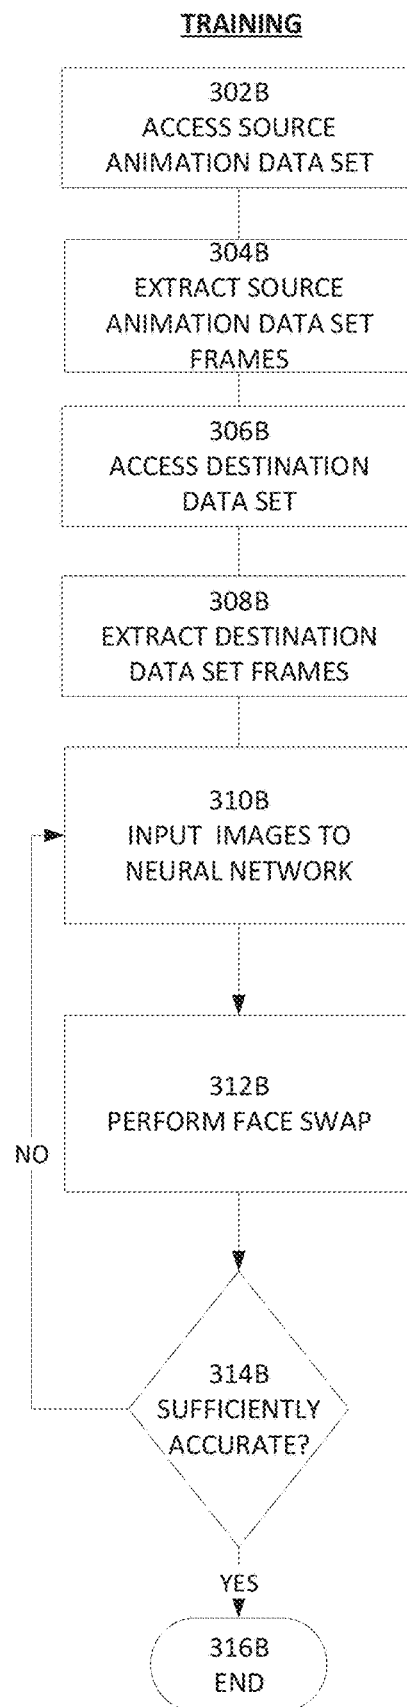 TRAINING
302B
ACCESS SOURCE
ANIMATION DATA SET
304B
EXTRACT SOURCE
ANIMATION DATA SET
FRAMES
306B
ACCESS DESTINATION
DATA SET
308B
EXTRACT DESTINATION
DATA SET FRAMES
310B
INPUT IMAGES TO
NEURAL NETWORK
312B
PERFORM FACE SWAP
NO
314B
SUFFICIENTLY
ACCURATE?
YES
316B
END